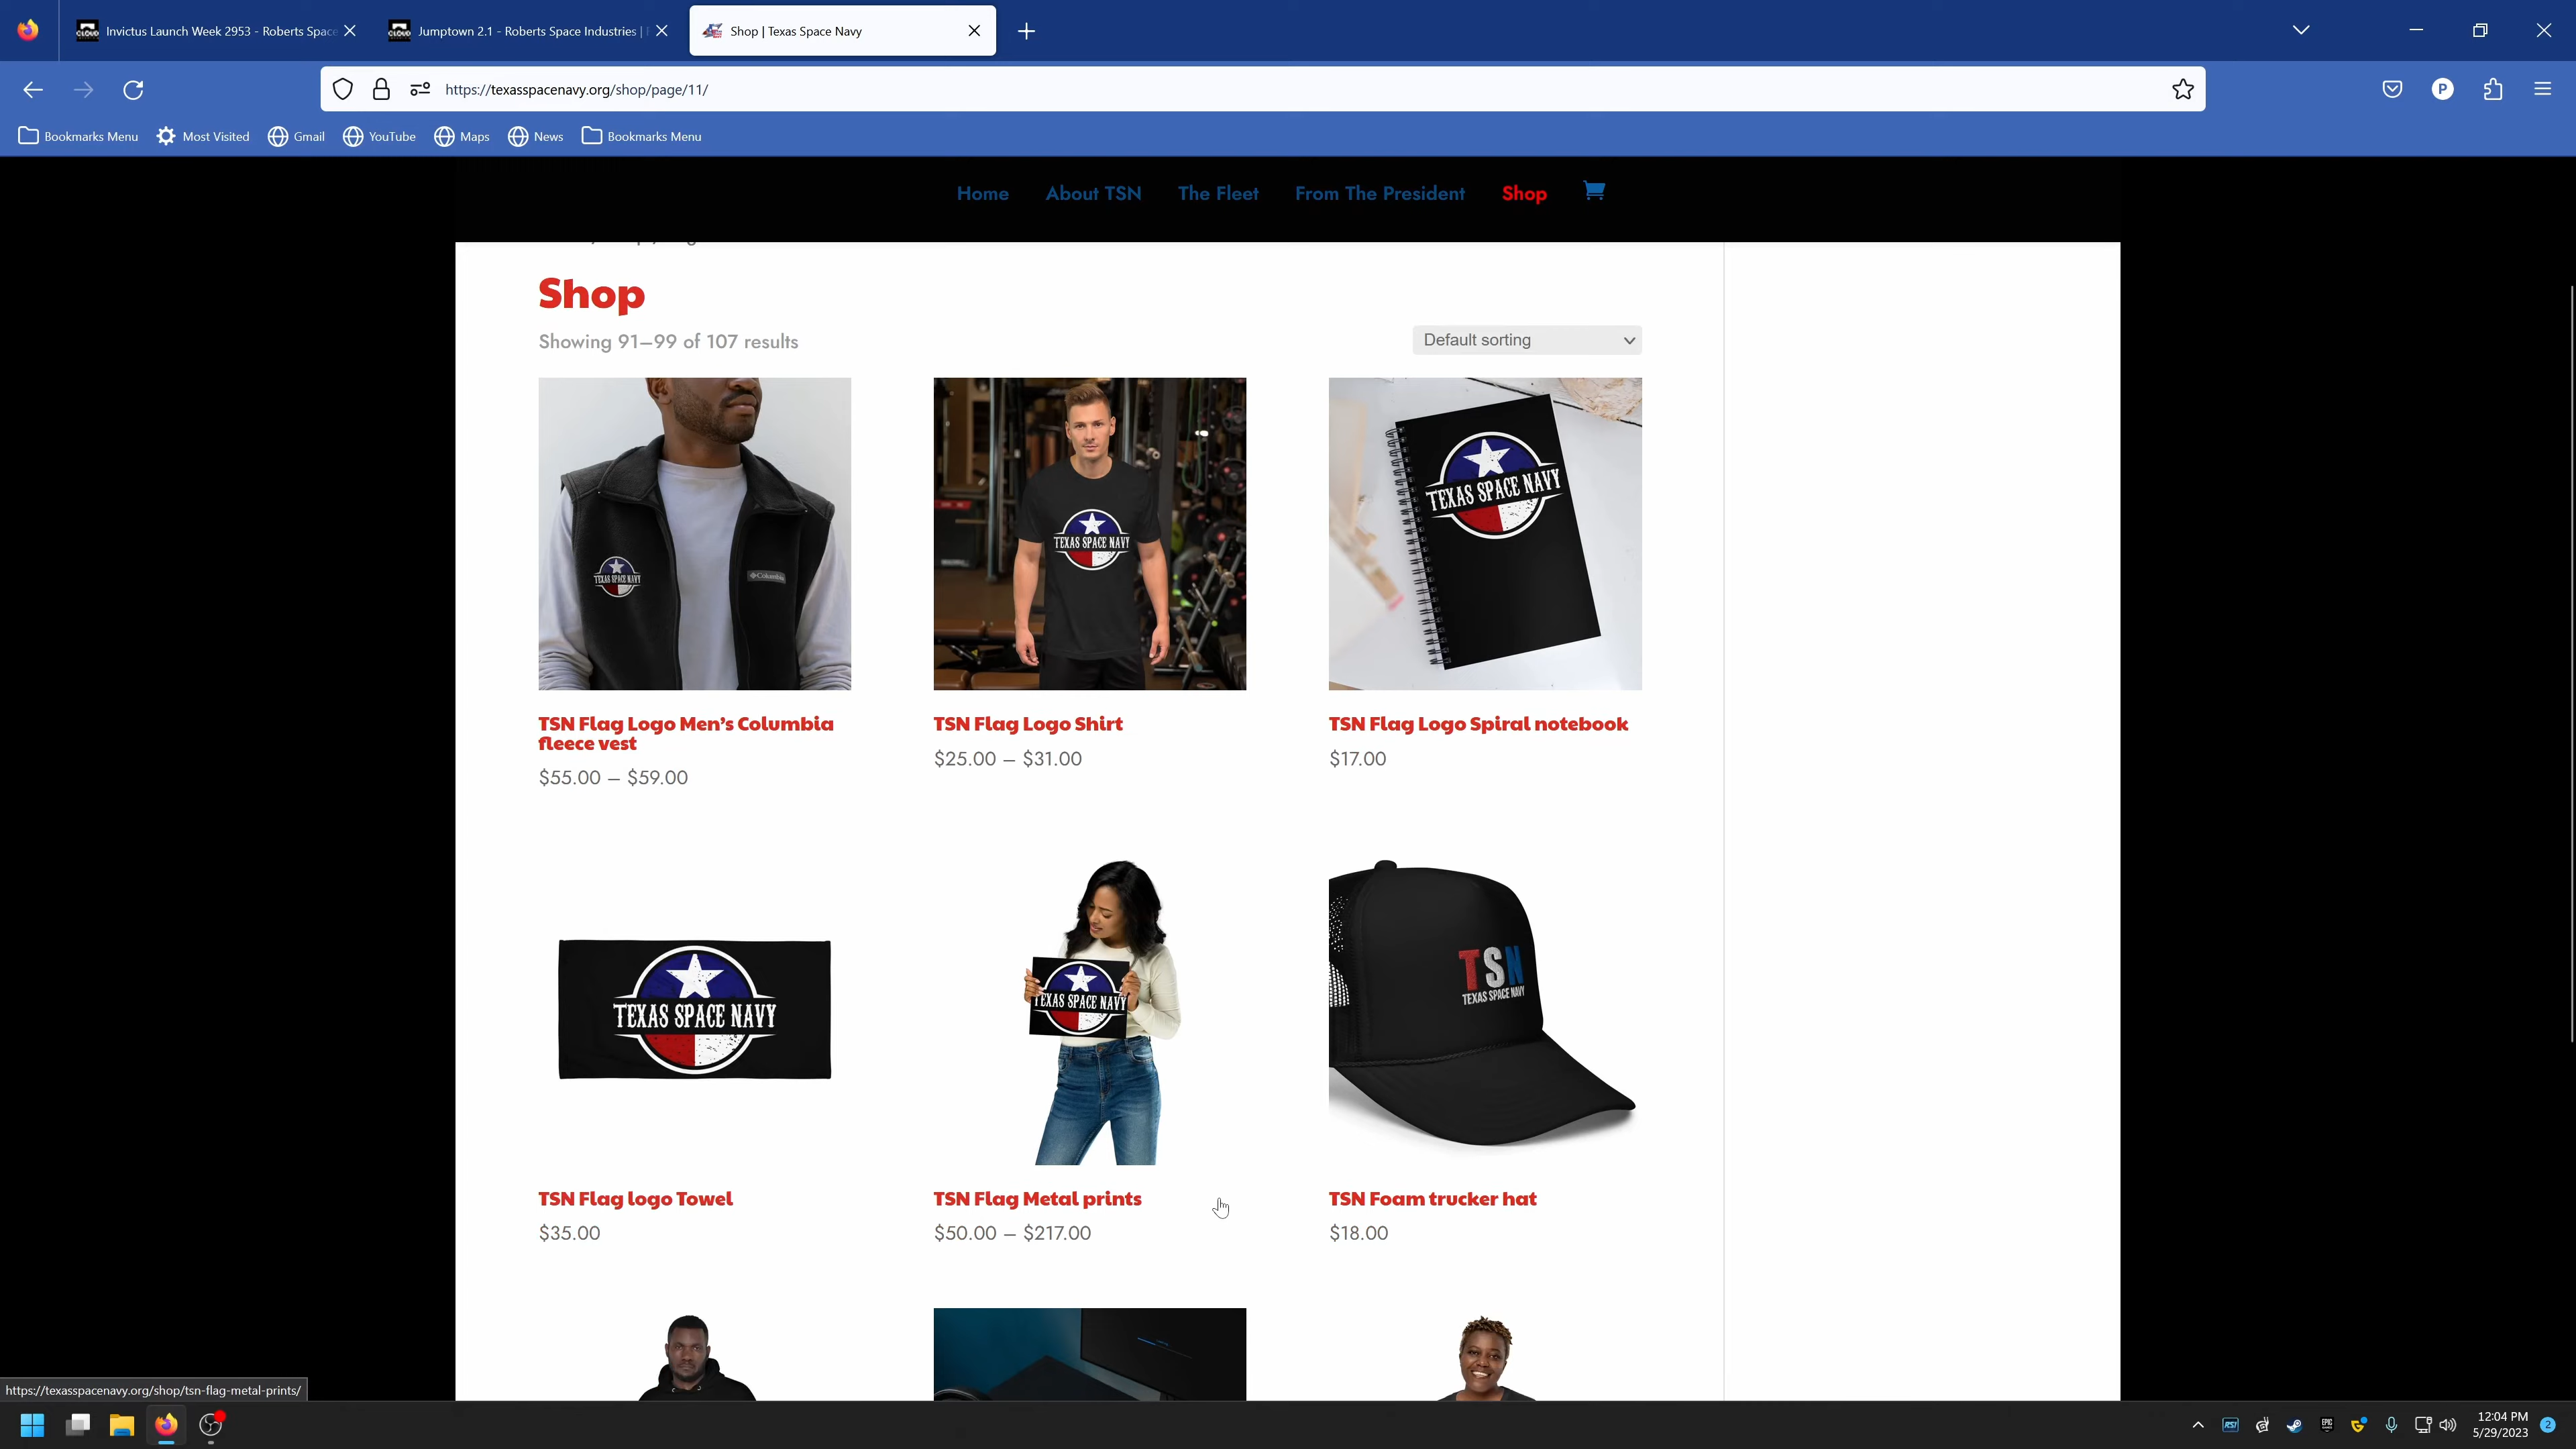 Invictus Launch Week 2953 - Roberts Space
Jumptown 2.1 - Roberts Space Industries |
Shop | Texas Space Navy
https://texasspacenavy.org/shop/page/11/
P
Bookmarks Menu
Most Visited
Gmail
YouTube
Maps
News
Bookmarks Menu
Home
About TSN
The Fleet
From The President
Shop
Shop
Showing 91–99 of 107 results
Default sorting
TEXAS SPACE NAVY
Columbia
TEXAS SPACE NAVY
TEXAS SPACE NAVY
TSN Flag Logo Men’s Columbia
fleece vest
$55.00 – $59.00
TSN Flag Logo Shirt
$25.00 – $31.00
TSN Flag Logo Spiral notebook
$17.00
TEXAS SPACE NAVY
TEXAS SPACE NAVY
TSN
TEXAS SPACE NAVY
TSN Flag logo Towel
$35.00
TSN Flag Metal prints
$50.00 – $217.00
TSN Foam trucker hat
$18.00
https://texasspacenavy.org/shop/tsn-flag-metal-prints/
RSI
EPIC
12:04 PM
5/29/2023
2